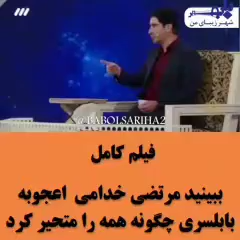 شهر زیبای من
@BABOLSARIHA2
فیلم کامل
ببینید مرتضی خدامی اعجوبه
بابلسری چگونه همه را متحیر کرد